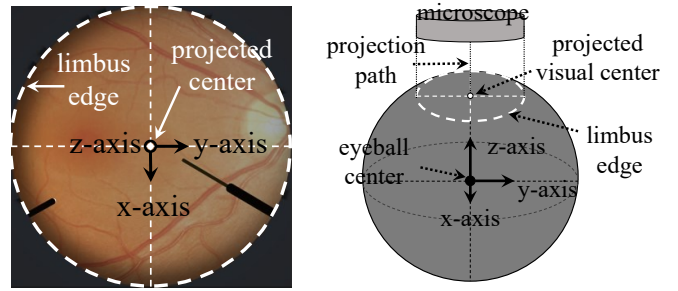 limbus
edge
projected
center
z-axis
y-axis
x-axis
microscope
projection
path
projected
visual center
limbus
edge
eyeball
center
z-axis
y-axis
x-axis